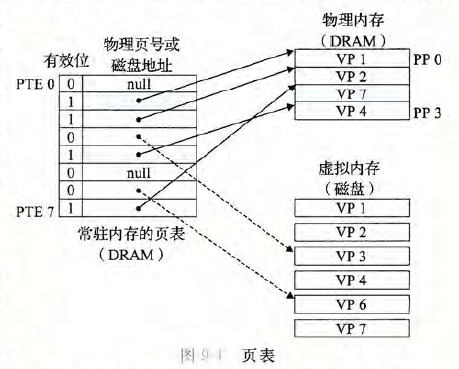 有效位
物理页号或
磁盘地址
PTE 0
0
null
1
1
0
1
0
null
0
PTE 7
1
常驻内存的页表
（DRAM）
物理内存
（DRAM）
VP 1
PP 0
VP 2
VP 7
VP 4
PP 3
虚拟内存
（磁盘）
VP 1
VP 2
VP 3
VP 4
VP 6
VP 7
页表